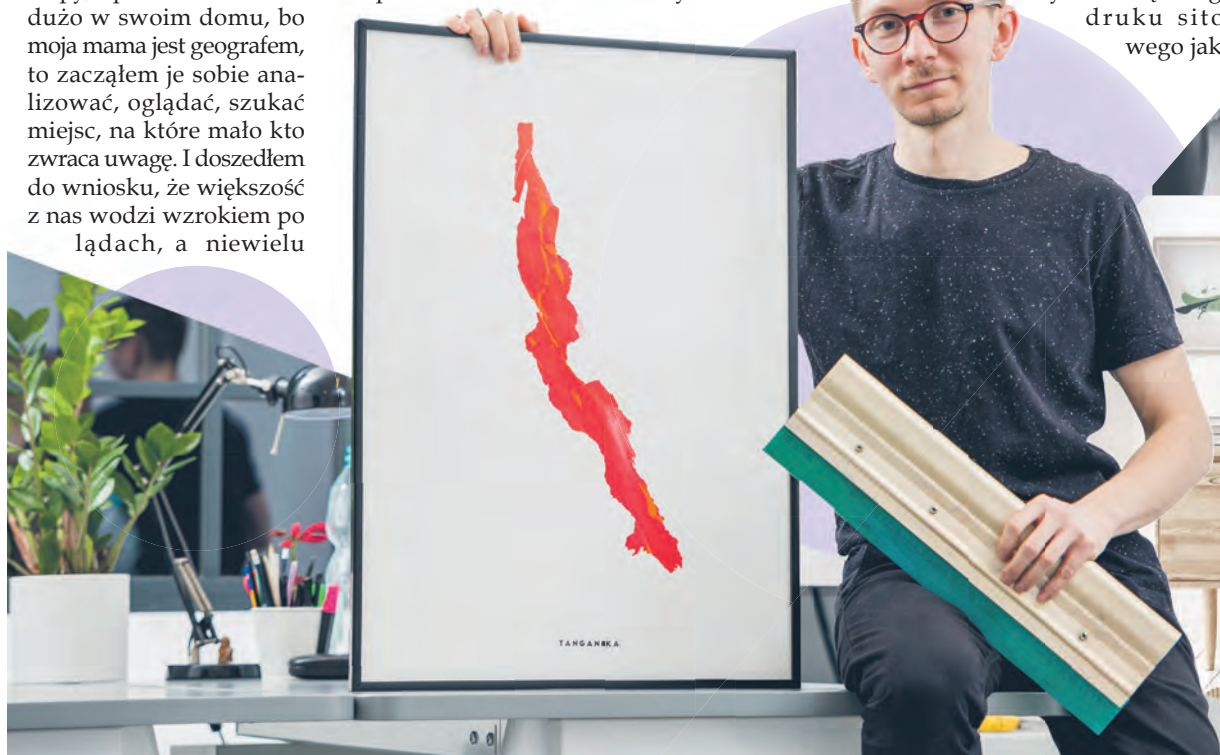 dużo w swoim domu, bo
moja mama jest geografem,
to zacząłem je sobie ana-
lizować, oglądać, szukać
miejsc, na które mało kto
zwraca uwagę. I doszedłem
do wniosku, że większość
z nas wodzi wzrokiem po
lądach, a niewielu
druku sito
wego jak
TANGANIKA